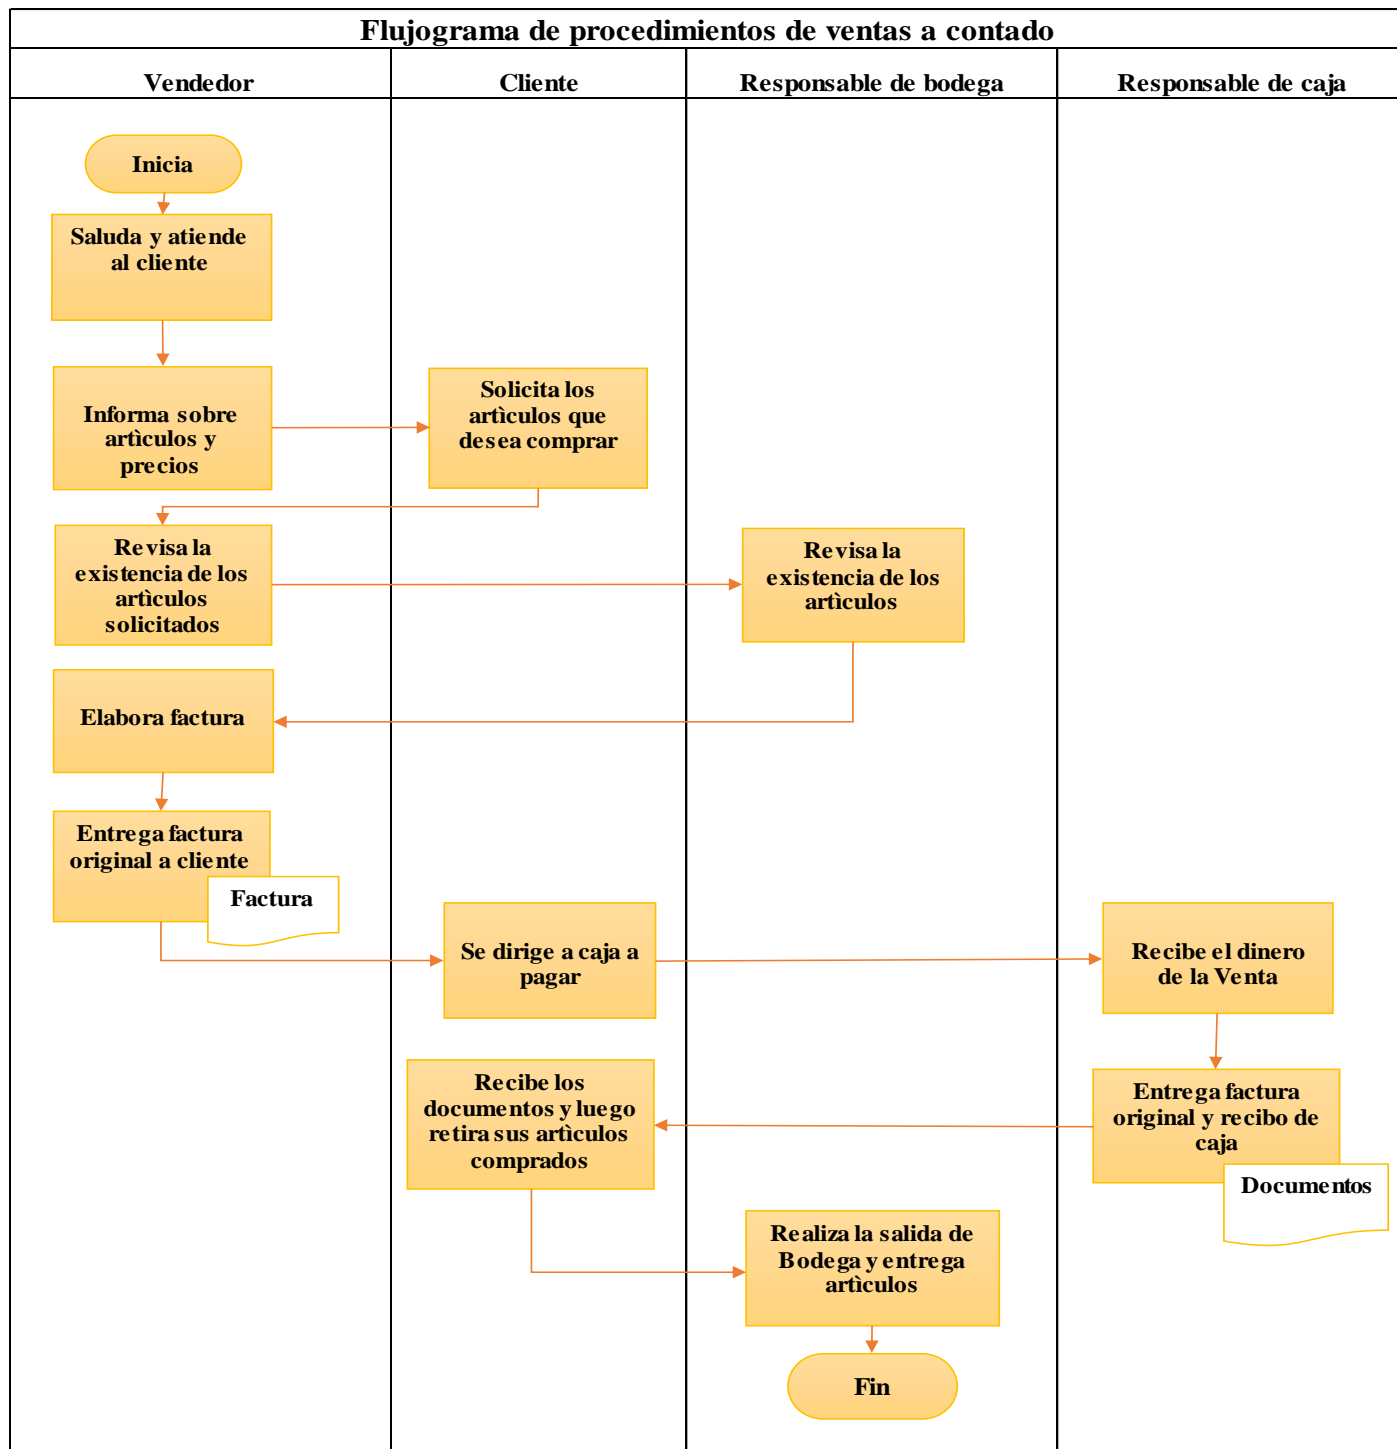 Flujograma de procedimientos de ventas a contado
Vendedor
Cliente
Responsable de bodega
Responsable de caja
Inicia
Saluda y atiende
al cliente
Informa sobre
artìculos y
precios
Solicita los
artìculos que
desea comprar
Revisa la
existencia de los
artìculos
solicitados
Revisa la
existencia de los
artìculos
Elabora factura
Entrega factura
original a cliente
Factura
Se dirige a caja a
pagar
Recibe el dinero
de la Venta
Entrega factura
original y recibo de
caja
Documentos
Recibe los
documentos y luego
retira sus artìculos
comprados
Realiza la salida de
Bodega y entrega
artìculos
Fin